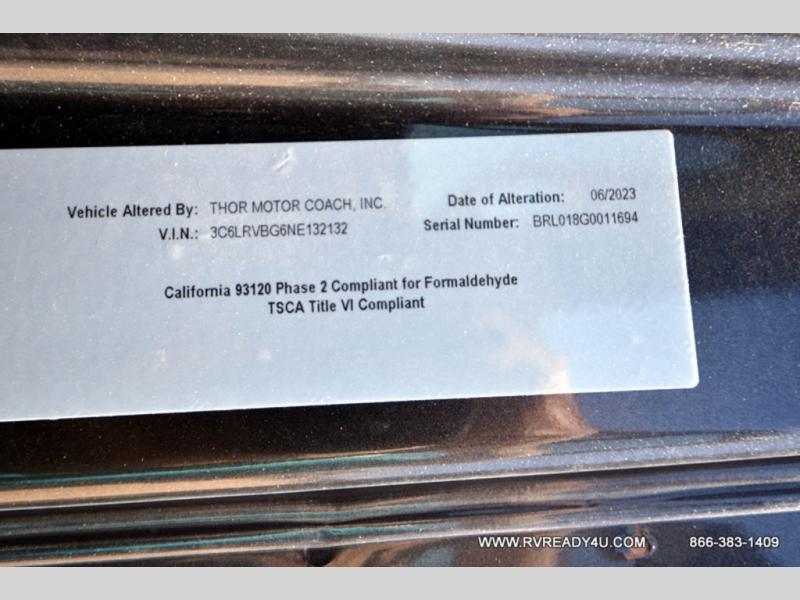 Vehicle Altered By: THOR MOTOR COACH, INC. Date of Alteration: 06/2023
V.I.N.: 3C6LRVBG6NE132132 Serial Number: BRL018G0011694
California 93120 Phase 2 Compliant for Formaldehyde
TSCA Title VI Compliant
WWW.RVREADY4U.COM 866-383-1409